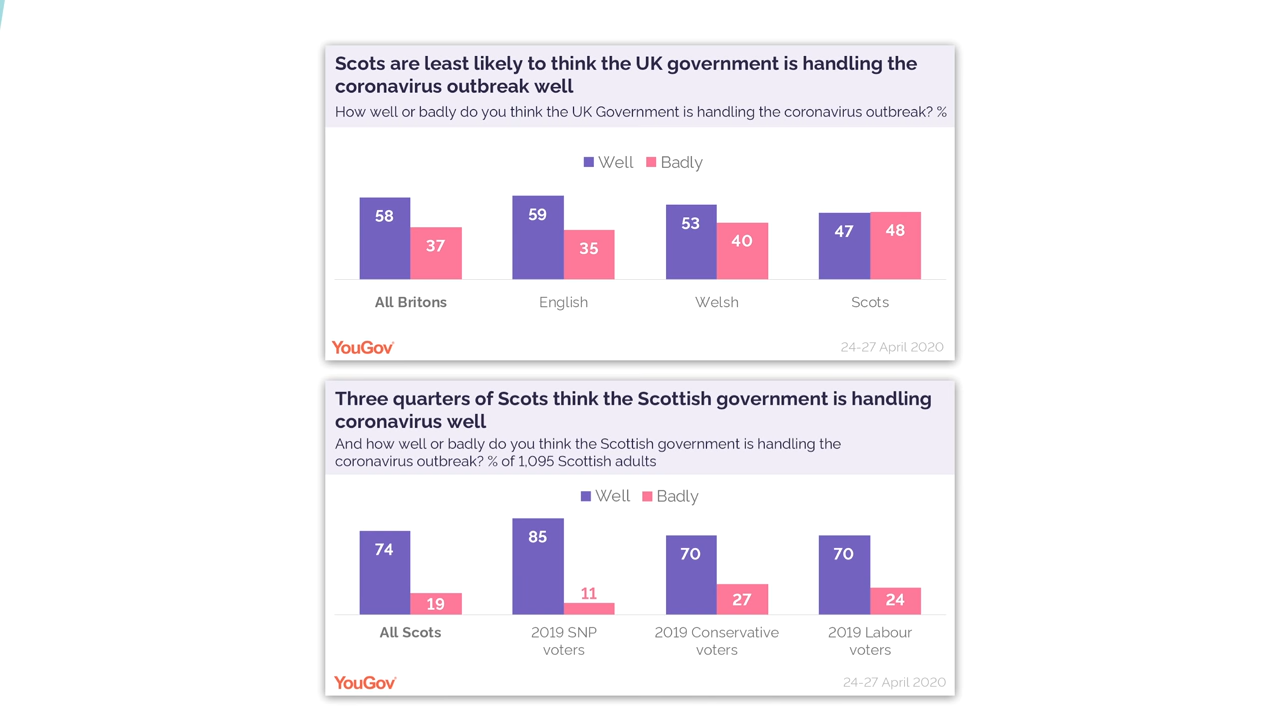 Scots are least likely to think the UK government is handling the
coronavirus outbreak well
How well or badly do you think the UK Government is handling the coronavirus outbreak? %
Well Badly
58 37 59 35 53 40 47 48
All Britons English Welsh Scots
YouGov 24-27 April 2020
Three quarters of Scots think the Scottish government is handling
coronavirus well
And how well or badly do you think the Scottish government is handling the
coronavirus outbreak? % of 1,095 Scottish adults
Well Badly
74 19 85 11 70 27 70 24
All Scots 2019 SNP 2019 Conservative 2019 Labour
voters voters voters
YouGov 24-27 April 2020